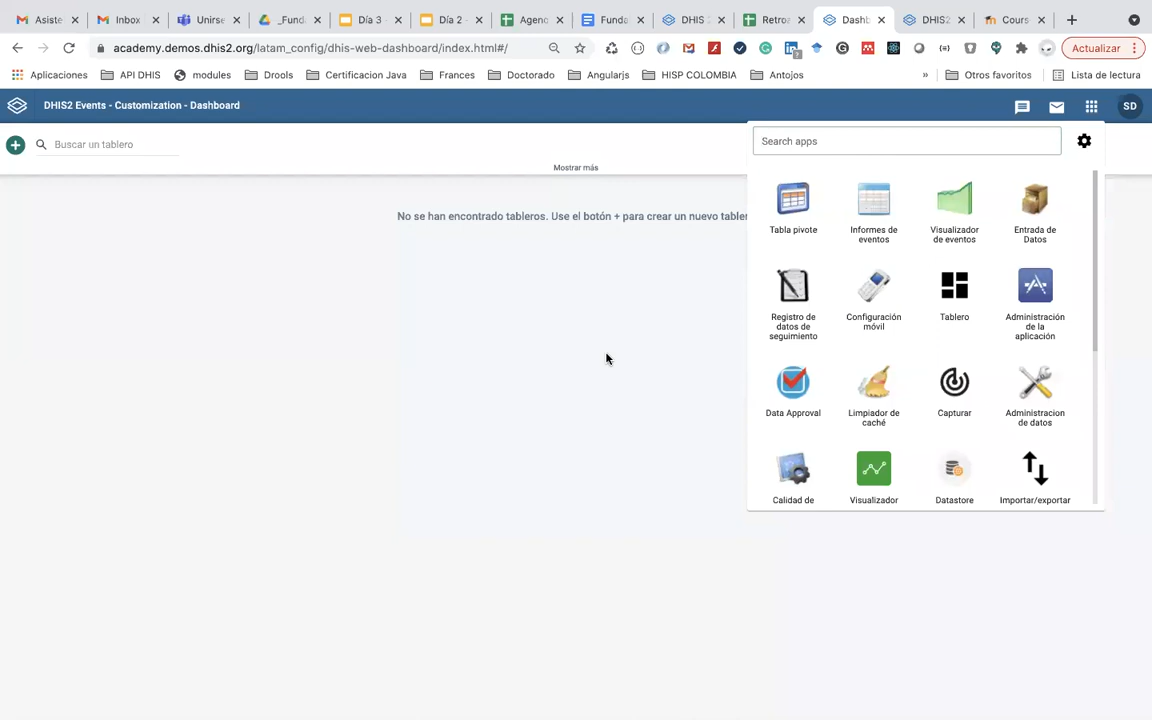 Asiste
Inbox
Unirse
_Fund
Día 3 -
Día 2 -
Agend
Funda
DHIS 2
Retroa
Dashb
DHIS2
Cours
academy.demos.dhis2.org/latam_config/dhis-web-dashboard/index.html#/
Actualizar
Aplicaciones
API DHIS
modules
Drools
Certificacion Java
Frances
Doctorado
Angularjs
HISP COLOMBIA
Antojos
»
Otros favoritos
Lista de lectura
DHIS2 Events - Customization - Dashboard
SD
Buscar un tablero
Search apps
Mostrar más
No se han encontrado tableros. Use el botón + para crear un nuevo tabler
Tabla pivote
Informes de
eventos
Visualizador
de eventos
Entrada de
Datos
Registro de
datos de
seguimiento
Configuración
móvil
Tablero
Administración
de la
aplicación
Data Approval
Limpiador de
caché
Capturar
Administracion
de datos
Calidad de
Visualizador
Datastore
Importar/exportar